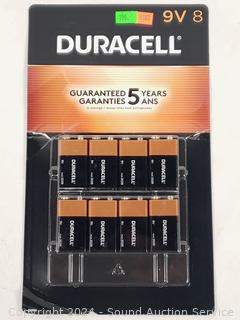 9V 8
DURACELL®
GUARANTEED 5 YEARS
GARANTIES ANS
DURACELL DURACELL DURACELL DURACELL
DURACELL DURACELL DURACELL DURACELL
Copyright 2024 - Sound Auction Service